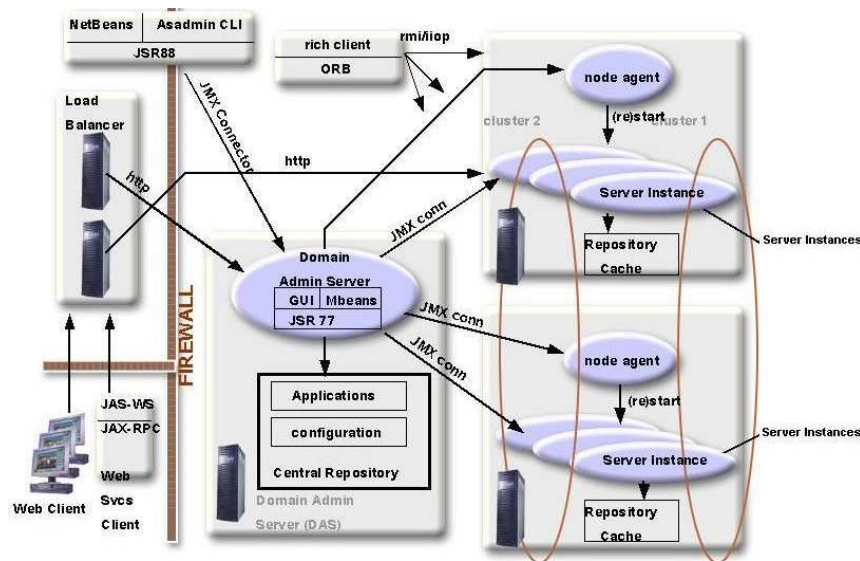 NetBeans
Asadmin CLI
JSR88
rich client
ORB
rmi/iiop
node agent
(re)start
cluster 2
cluster 1
Load
Balancer
JMX Connector
http
http
JMX conn
Server Instance
Server Instances
Repository
Cache
Domain
Admin Server
GUI
Mbeans
JSR 77
JMX conn
JMX conn
node agent
(re)start
FIREWALL
Applications
configuration
Central Repository
Domain Admin
Server (DAS)
JAS-WS
JAX-RPC
Web Client
Web
Svcs
Client
Server Instance
Server Instances
Repository
Cache